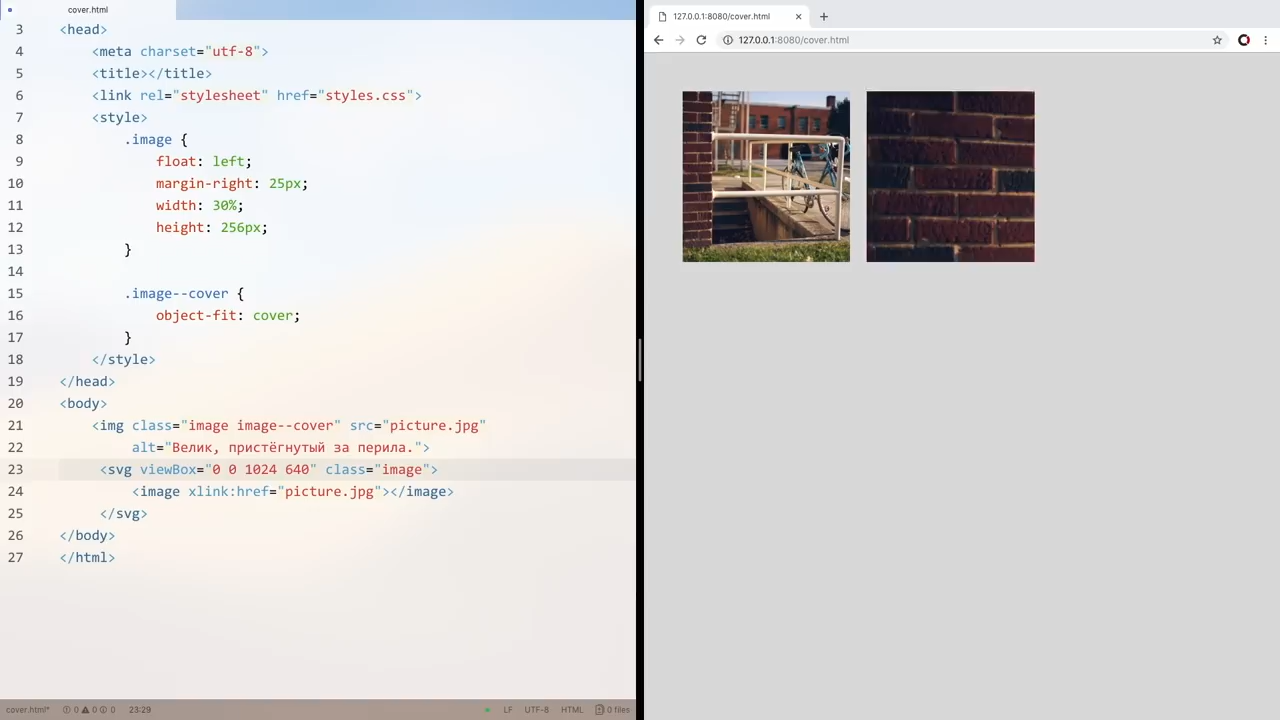 cover.html
3 <head>
4 <meta charset="utf-8">
5 <title></title>
6 <link rel="stylesheet" href="styles.css">
7 <style>
8 .image {
9 float: left;
10 margin-right: 25px;
11 width: 30%;
12 height: 256px;
13 }
14
15 .image--cover {
16 object-fit: cover;
17 }
18 </style>
19 </head>
20 <body>
21 <img class="image image--cover" src="picture.jpg"
22 alt="Велик, пристёгнутый за перила.">
23 <svg viewBox="0 0 1024 640" class="image">
24 <image xlink:href="picture.jpg"></image>
25 </svg>
26 </body>
27 </html>
cover.html* 0 0 0 23:29 LF UTF-8 HTML 0 files
127.0.0.1:8080/cover.html
127.0.0.1:8080/cover.html